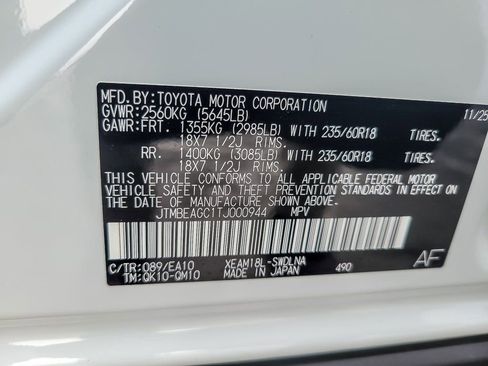 MFD.BY:TOYOTA MOTOR CORPORATION 11/25
GVWR:2560KG (5645LB)
GAWR:FRT. 1355KG (2985LB) WITH 235/60R18 TIRES.
18X7 1/2J RIMS.
RR. 1400KG (3085LB) WITH 235/60R18 TIRES.
18X7 1/2J RIMS.
THIS VEHICLE CONFORMS TO ALL APPLICABLE FEDERAL MOTOR
VEHICLE SAFETY AND THEFT PREVENTION STANDARDS IN EFFECT ON
THE DATE OF MANUFACTURE SHOWN ABOVE.
JTMBEAGC1TJ000944 MPV
C/TR:089/EA10 XEAM18L-SWDLNA AF
TM:QK10-QM10 MADE IN JAPAN 490